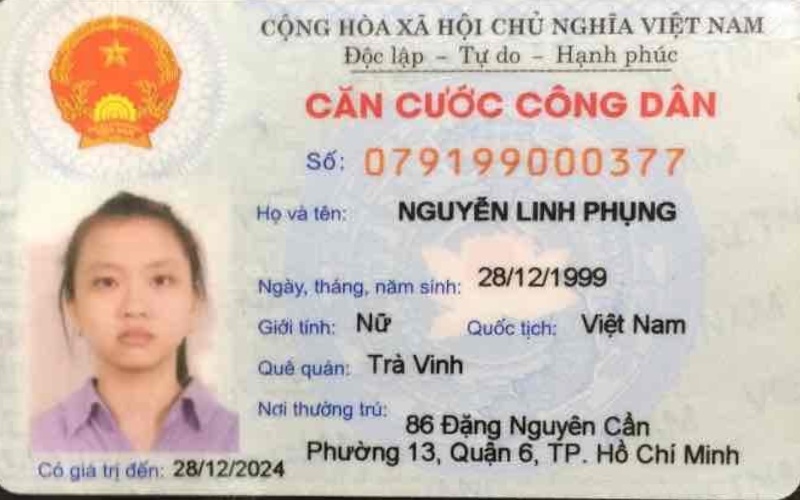 CỘNG HÒA XÃ HỘI CHỦ NGHĨA VIỆT NAM
Độc lập – Tự do – Hạnh phúc
CĂN CƯỚC CÔNG DÂN
Số: 079199000377
Họ và tên: NGUYỄN LINH PHỤNG
Ngày, tháng, năm sinh: 28/12/1999
Giới tính: Nữ Quốc tịch: Việt Nam
Quê quán: Trà Vinh
Nơi thường trú: 86 Đặng Nguyên Cẩn
Phường 13, Quận 6, TP. Hồ Chí Minh
Có giá trị đến: 28/12/2024